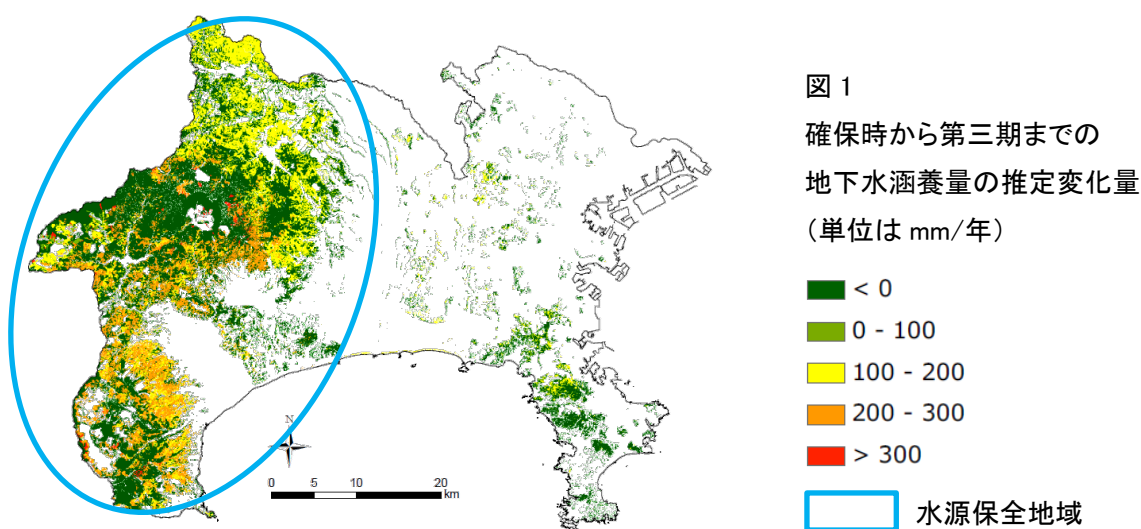 図 1
確保時から第三期までの
地下水涵養量の推定変化量
(単位は mm/年)
< 0
0 - 100
100 - 200
200 - 300
> 300
水源保全地域
N
0 5 10 20
km